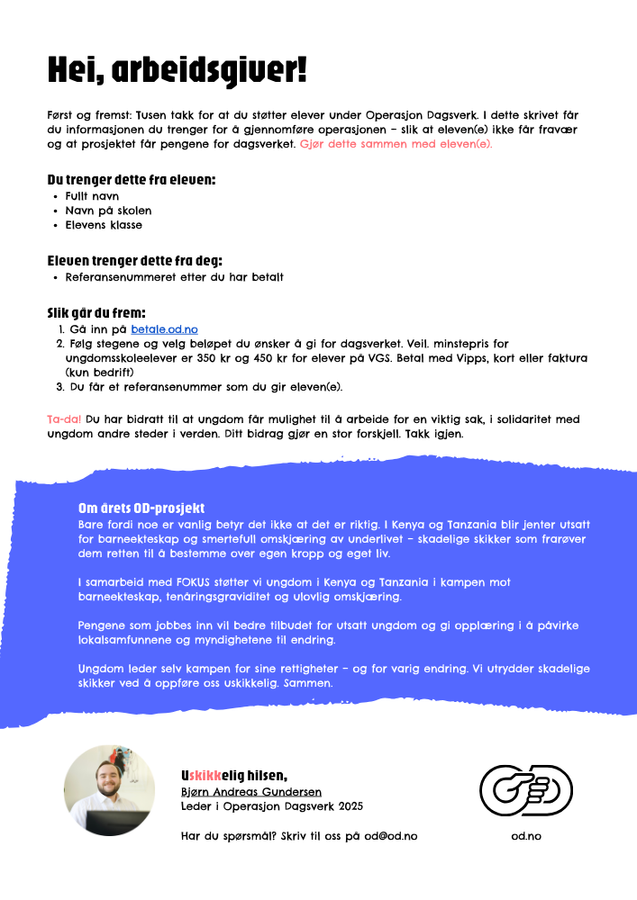 Hei, arbeidsgiver!
Først og fremst: Tusen takk for at du støtter elever under Operasjon Dagsverk. I dette skrivet får
du informasjonen du trenger for å gjennomføre operasjonen – slik at eleven(e) ikke får fravær
og at prosjektet får pengene for dagsverket. Gjør dette sammen med eleven(e).
Du trenger dette fra eleven:
• Fullt navn
• Navn på skolen
• Elevens klasse
Eleven trenger dette fra deg:
• Referansenummeret etter du har betalt
Slik går du frem:
1. Gå inn på betale.od.no
2. Følg stegene og velg beløpet du ønsker å gi for dagsverket. Veil. minstepris for
ungdomsskoleelever er 350 kr og 450 kr for elever på VGS. Betal med Vipps, kort eller faktura
(kun bedrift)
3. Du får et referansenummer som du gir eleven(e).
Ta-da! Du har bidratt til at ungdom får mulighet til å arbeide for en viktig sak, i solidaritet med
ungdom andre steder i verden. Ditt bidrag gjør en stor forskjell. Takk igjen.
Om årets OD-prosjekt
Bare fordi noe er vanlig betyr det ikke at det er riktig. I Kenya og Tanzania blir jenter utsatt
for barneekteskap og smertefull omskjæring av underlivet – skadelige skikker som frarøver
dem retten til å bestemme over egen kropp og eget liv.
I samarbeid med FOKUS støtter vi ungdom i Kenya og Tanzania i kampen mot
barneekteskap, tenåringsgraviditet og ulovlig omskjæring.
Pengene som jobbes inn vil bedre tilbudet for utsatt ungdom og gi opplæring i å påvirke
lokalsamfunnene og myndighetene til endring.
Ungdom leder selv kampen for sine rettigheter – og for varig endring. Vi utrydder skadelige
skikker ved å oppføre oss uskikkelig. Sammen.
Uskikkelig hilsen,
Bjørn Andreas Gundersen
Leder i Operasjon Dagsverk 2025
Har du spørsmål? Skriv til oss på od@od.no
OD
od.no